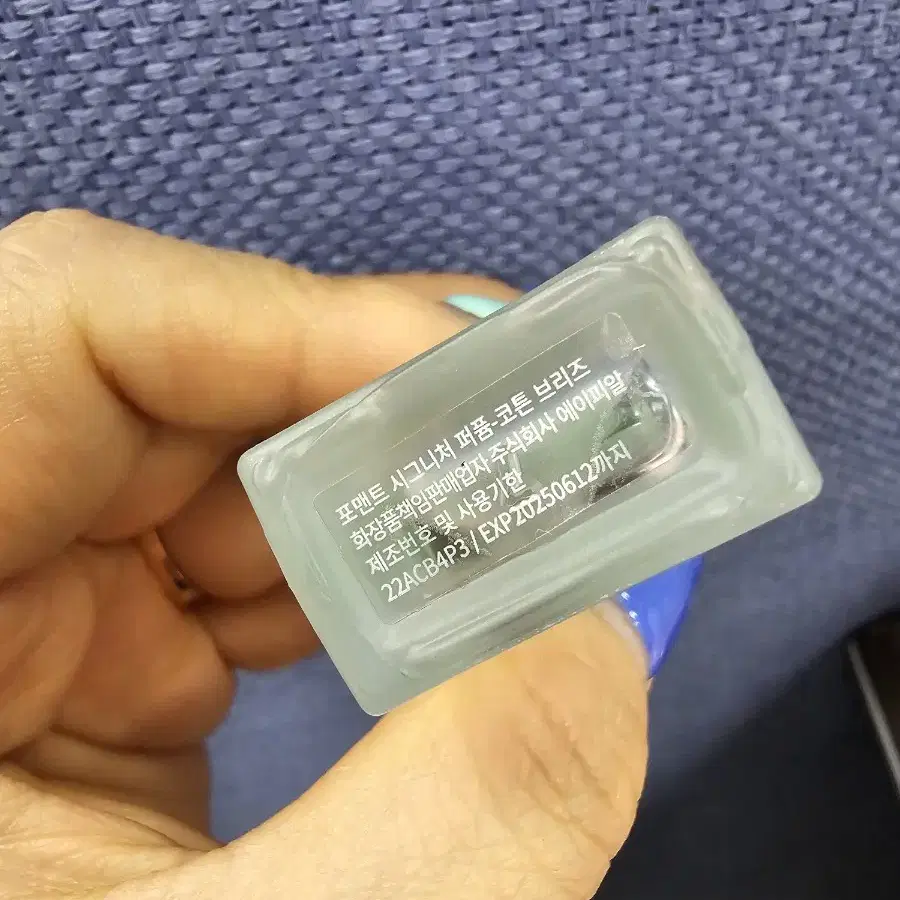 포맨트 시그니처 퍼퓸-코튼 브리즈
화장품책임판매업자 주식회사 에이피알
제조번호 및 사용기한
22ACB4P3 / EXP20250612까지